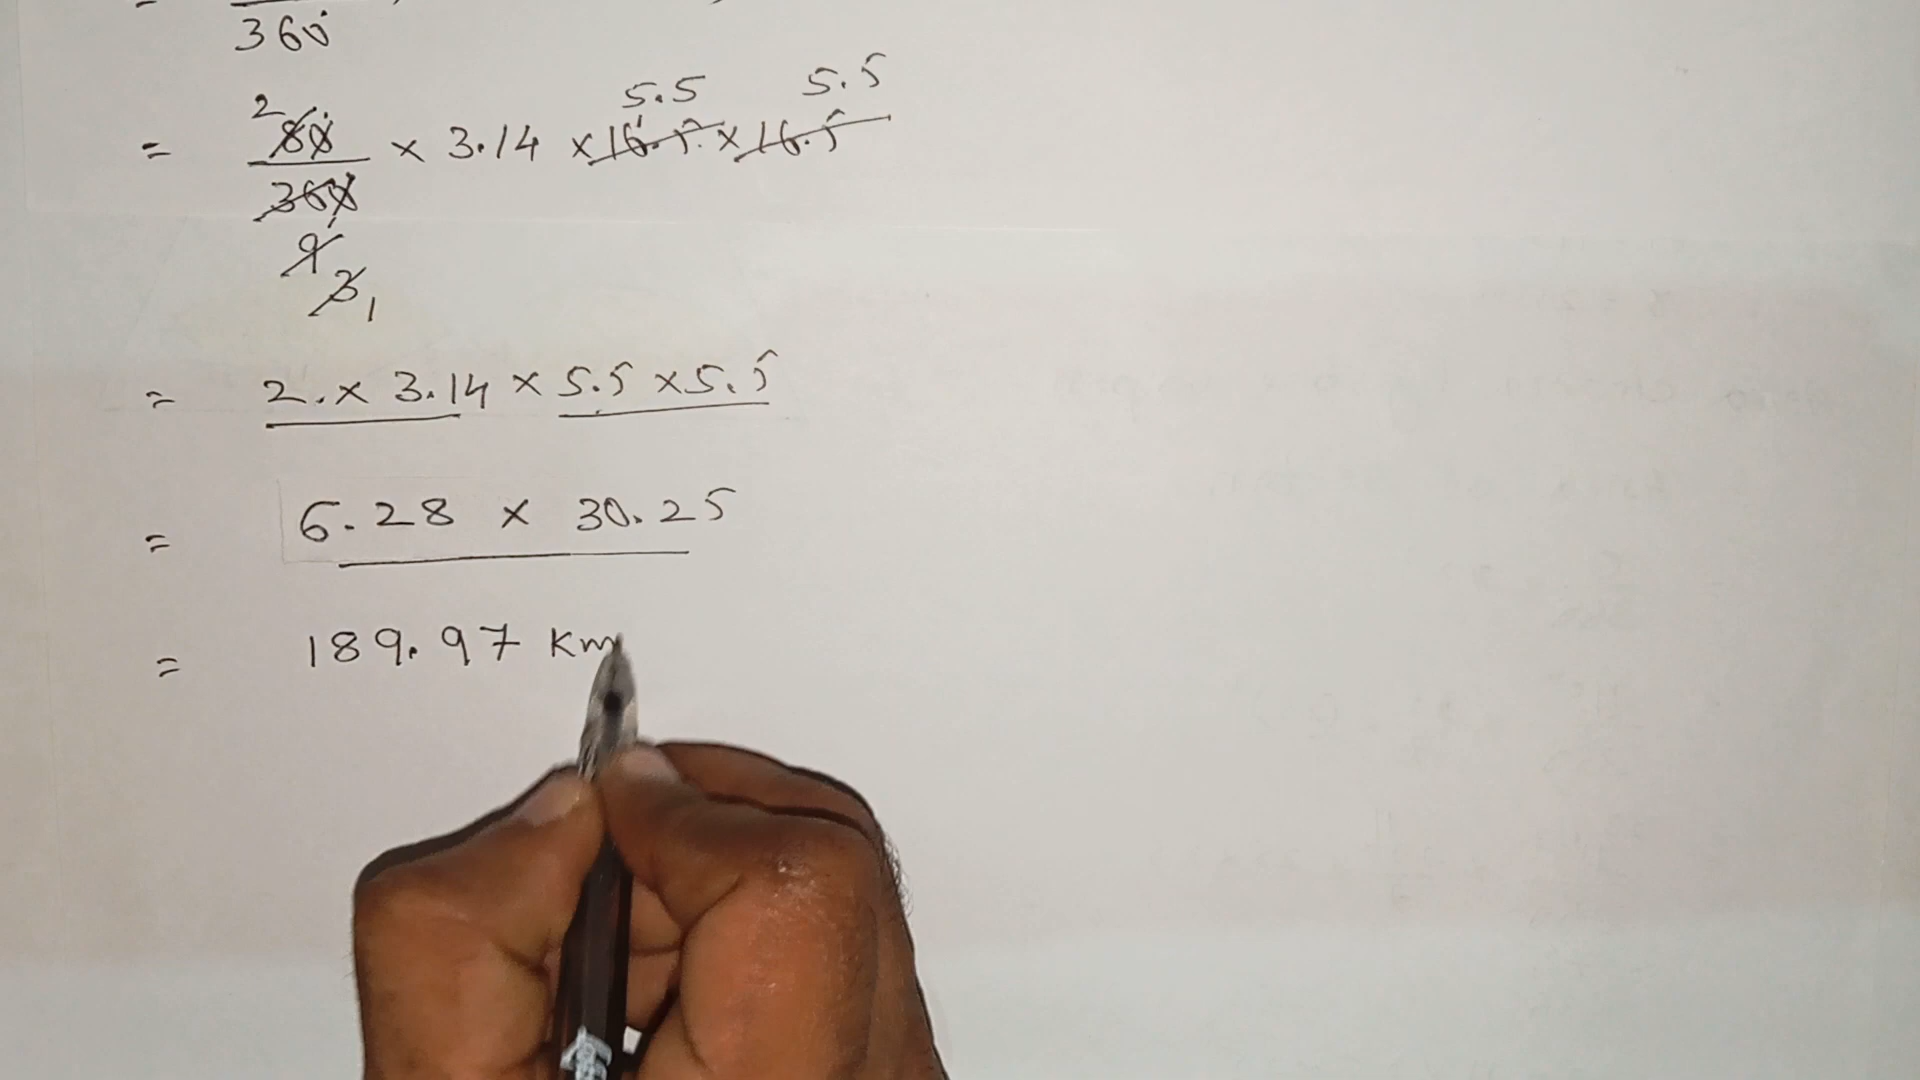 = 360
2 5.5 5.5
= 80/360 × 3.14 × 16.5 × 16.5
9
3 1
= 2 . × 3.14 × 5.5 × 5.5
= 6.28 × 30.25
= 189.97 Km